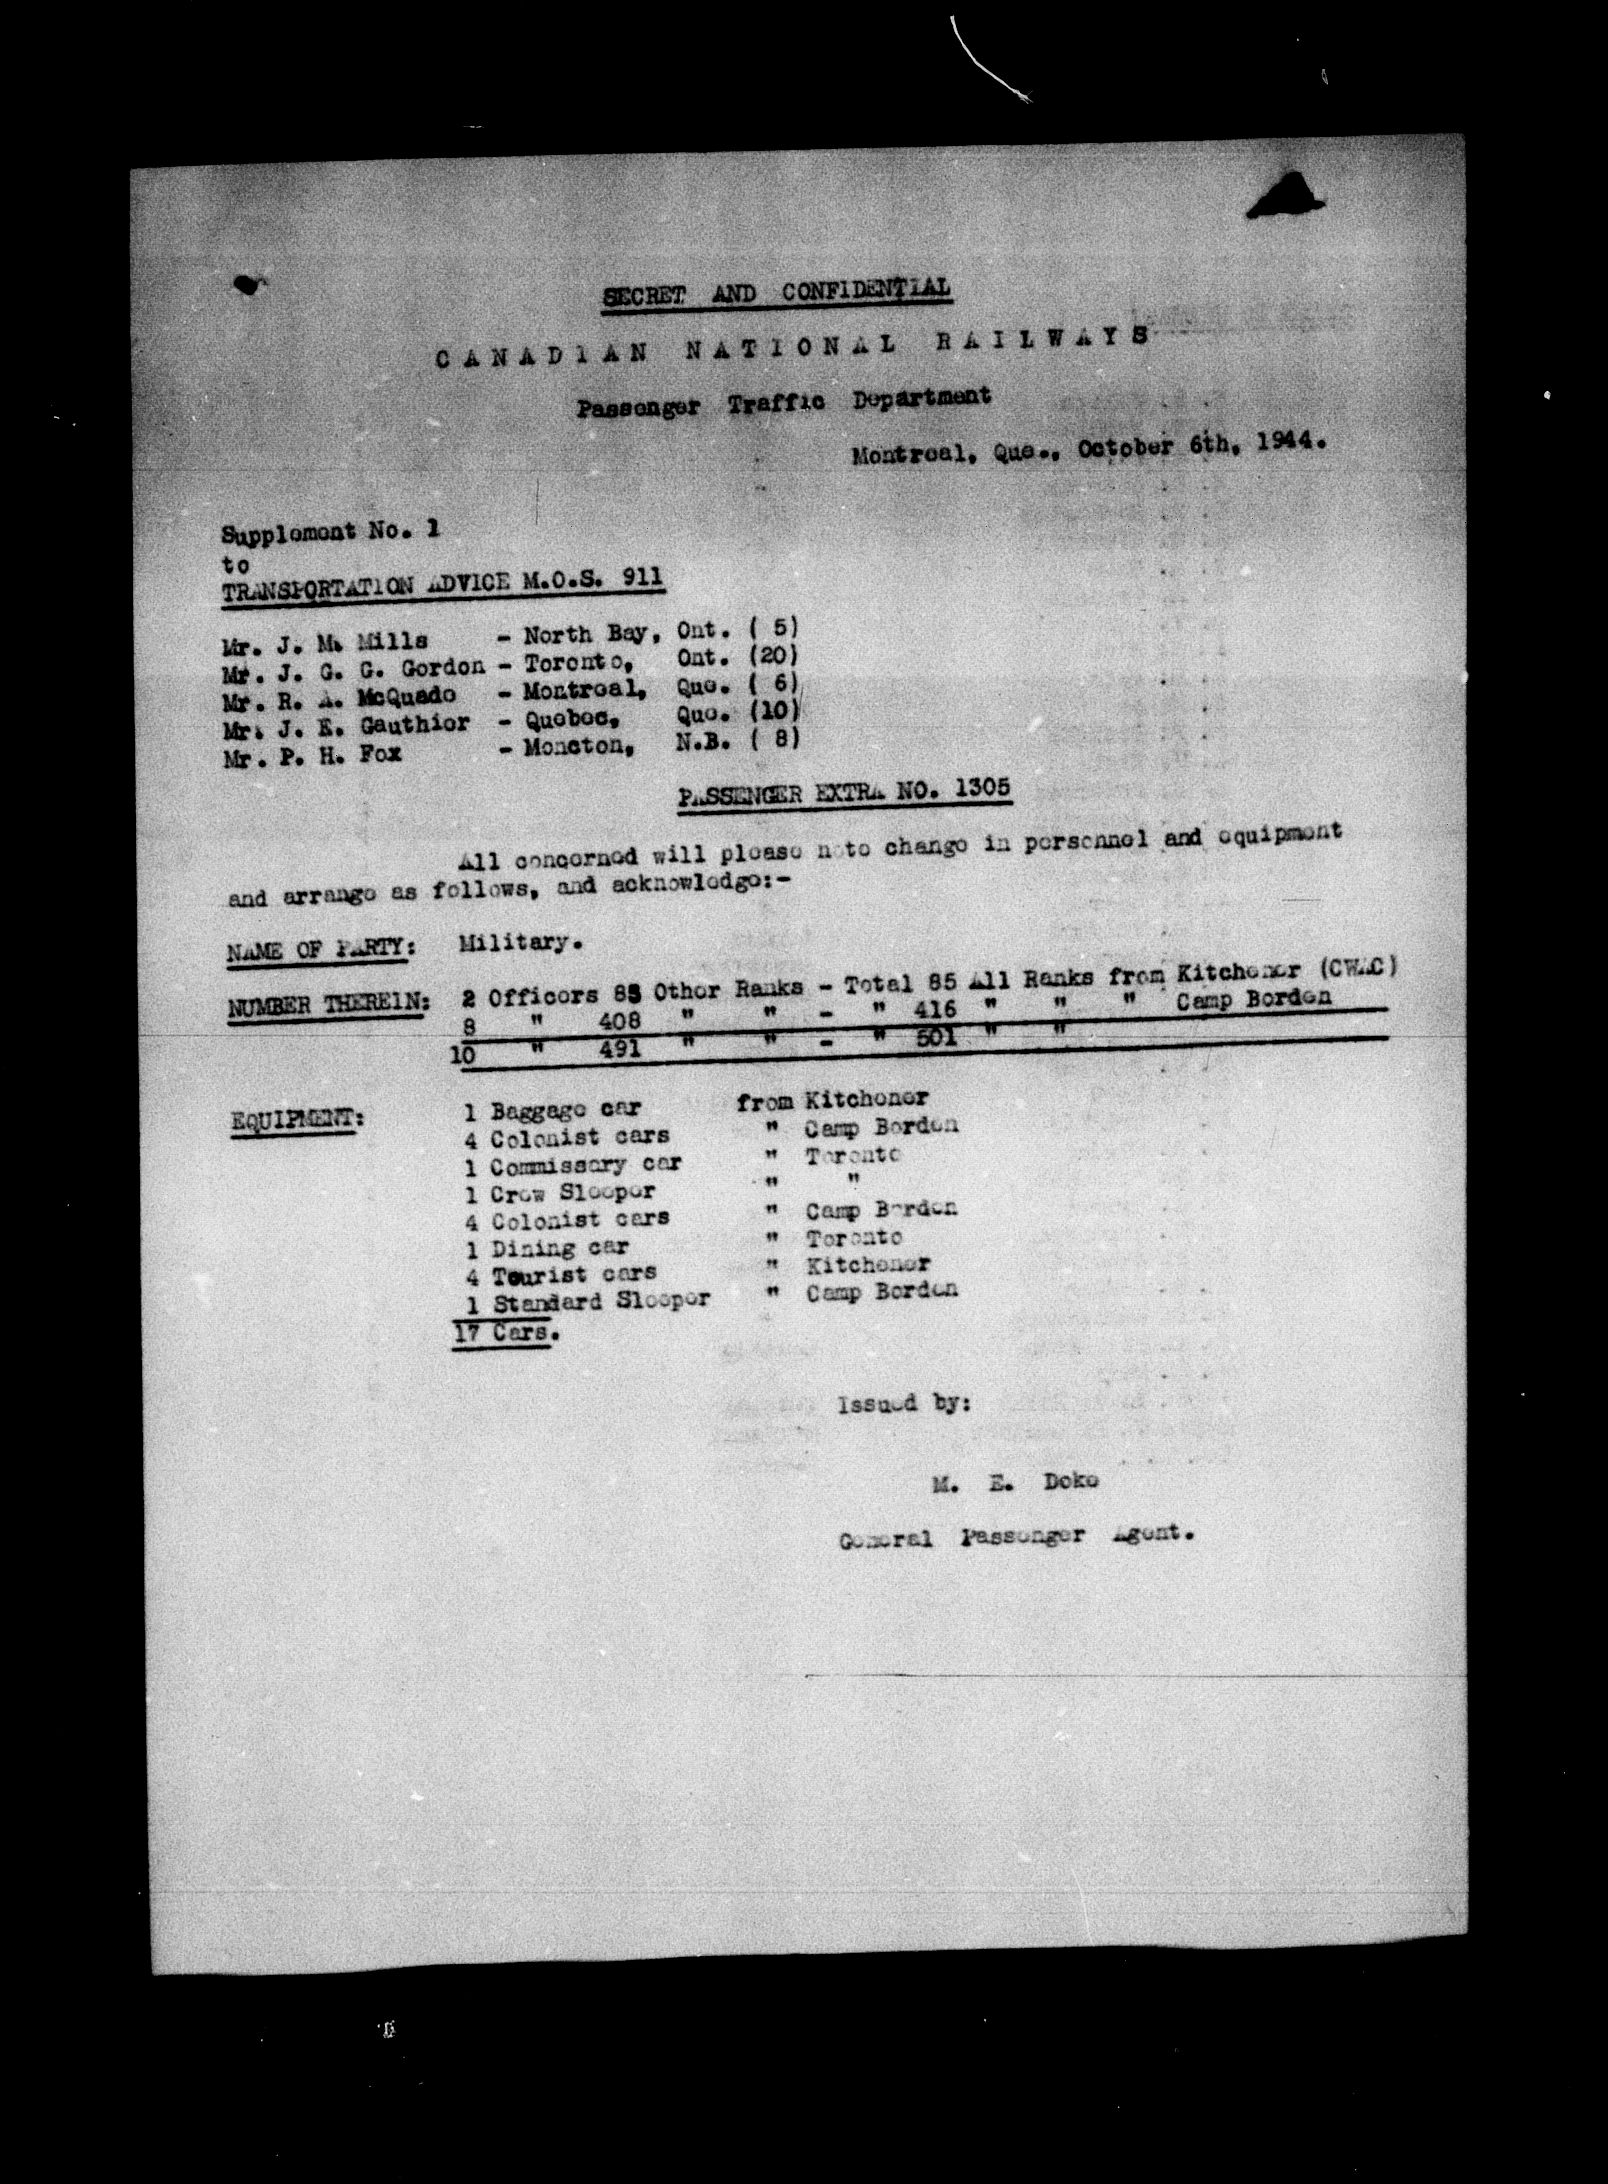 SECRET AND CONFIDENTIAL
CANADIAN NATIONAL RAILWAYS
Passenger Traffic Department
Montreal, Que., October 6th, 1944.
Supplement No. 1
to
TRANSPORTATION ADVICE M.O.S. 911
Mr. J. M. Mills - North Bay, Ont. ( 5)
Mr. J. G. G. Gordon - Toronto, Ont. (20)
Mr. R. A. McQuade - Montreal, Que. ( 6)
Mr. J. E. Gauthier - Quebec, Que. (10)
Mr. P. H. Fox - Moncton, N.B. ( 8)
PASSENGER EXTRA NO. 1305
All concerned will please note change in personnel and equipment
and arrange as follows, and acknowledge:-
NAME OF PARTY: Military.
NUMBER THEREIN: 2 Officers 83 Other Ranks - Total 85 All Ranks from Kitchener (CWAC)
8 " 408 " " - " 416 " " " Camp Borden
10 " 491 " " - " 501 " "
EQUIPMENT: 1 Baggage car from Kitchener
4 Colonist cars " Camp Borden
1 Commissary car " Toronto
1 Crew Sleeper " "
4 Colonist cars " Camp Borden
1 Dining car " Toronto
4 Tourist cars " Kitchener
1 Standard Sleeper " Camp Borden
17 Cars.
Issued by:
M. E. Doke
General Passenger Agent.